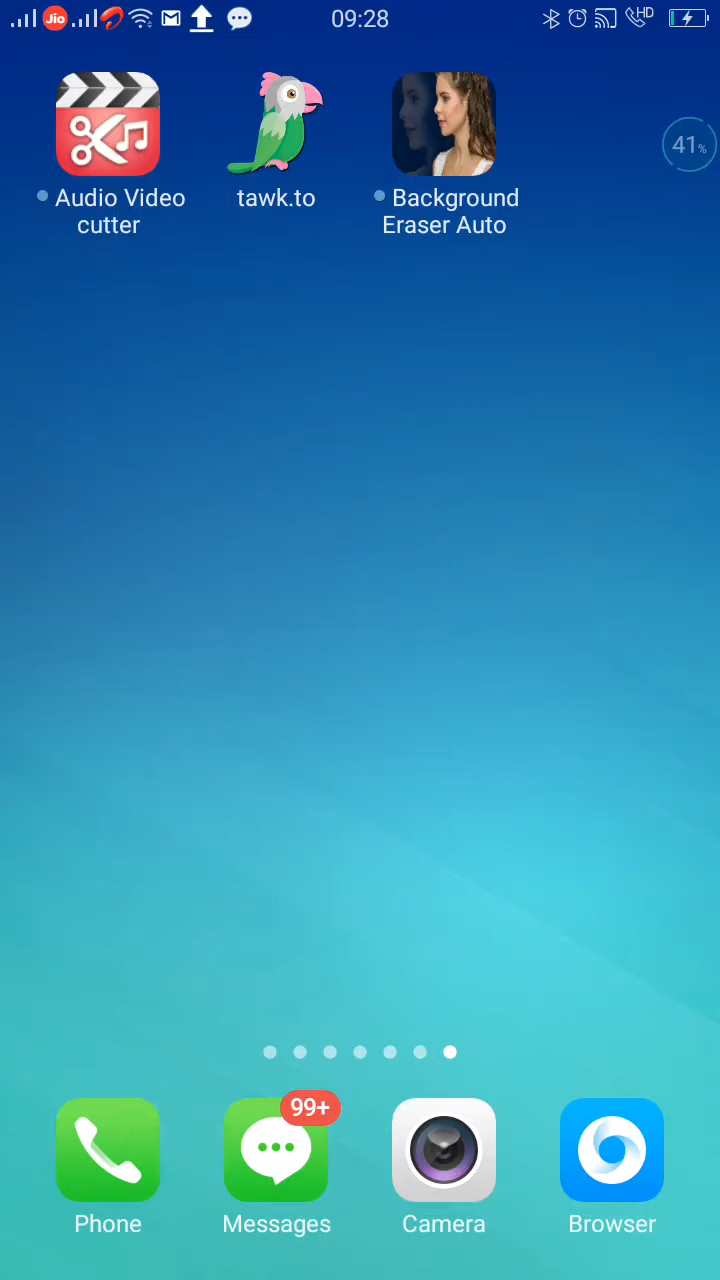 Jio
09:28
HD
41%
Audio Video
cutter
tawk.to
Background
Eraser Auto
99+
Phone
Messages
Camera
Browser